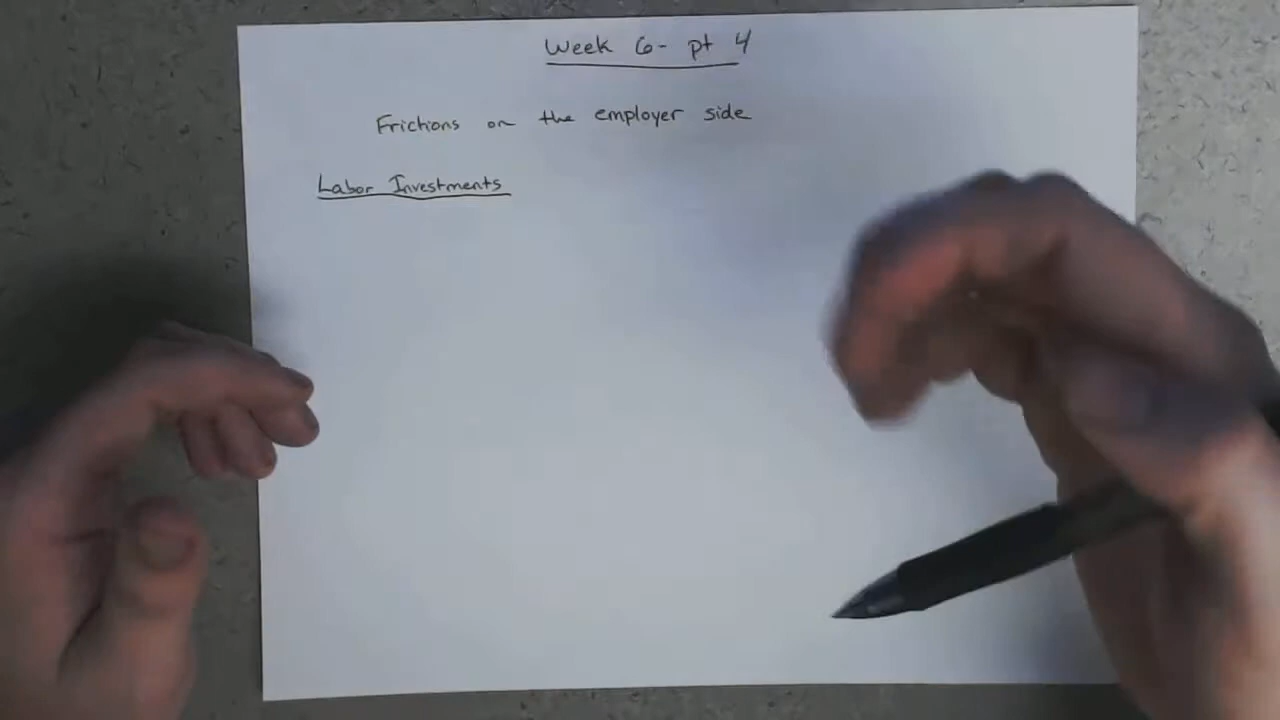 Week 6- pt 4
Frictions on the employer side
Labor Investments